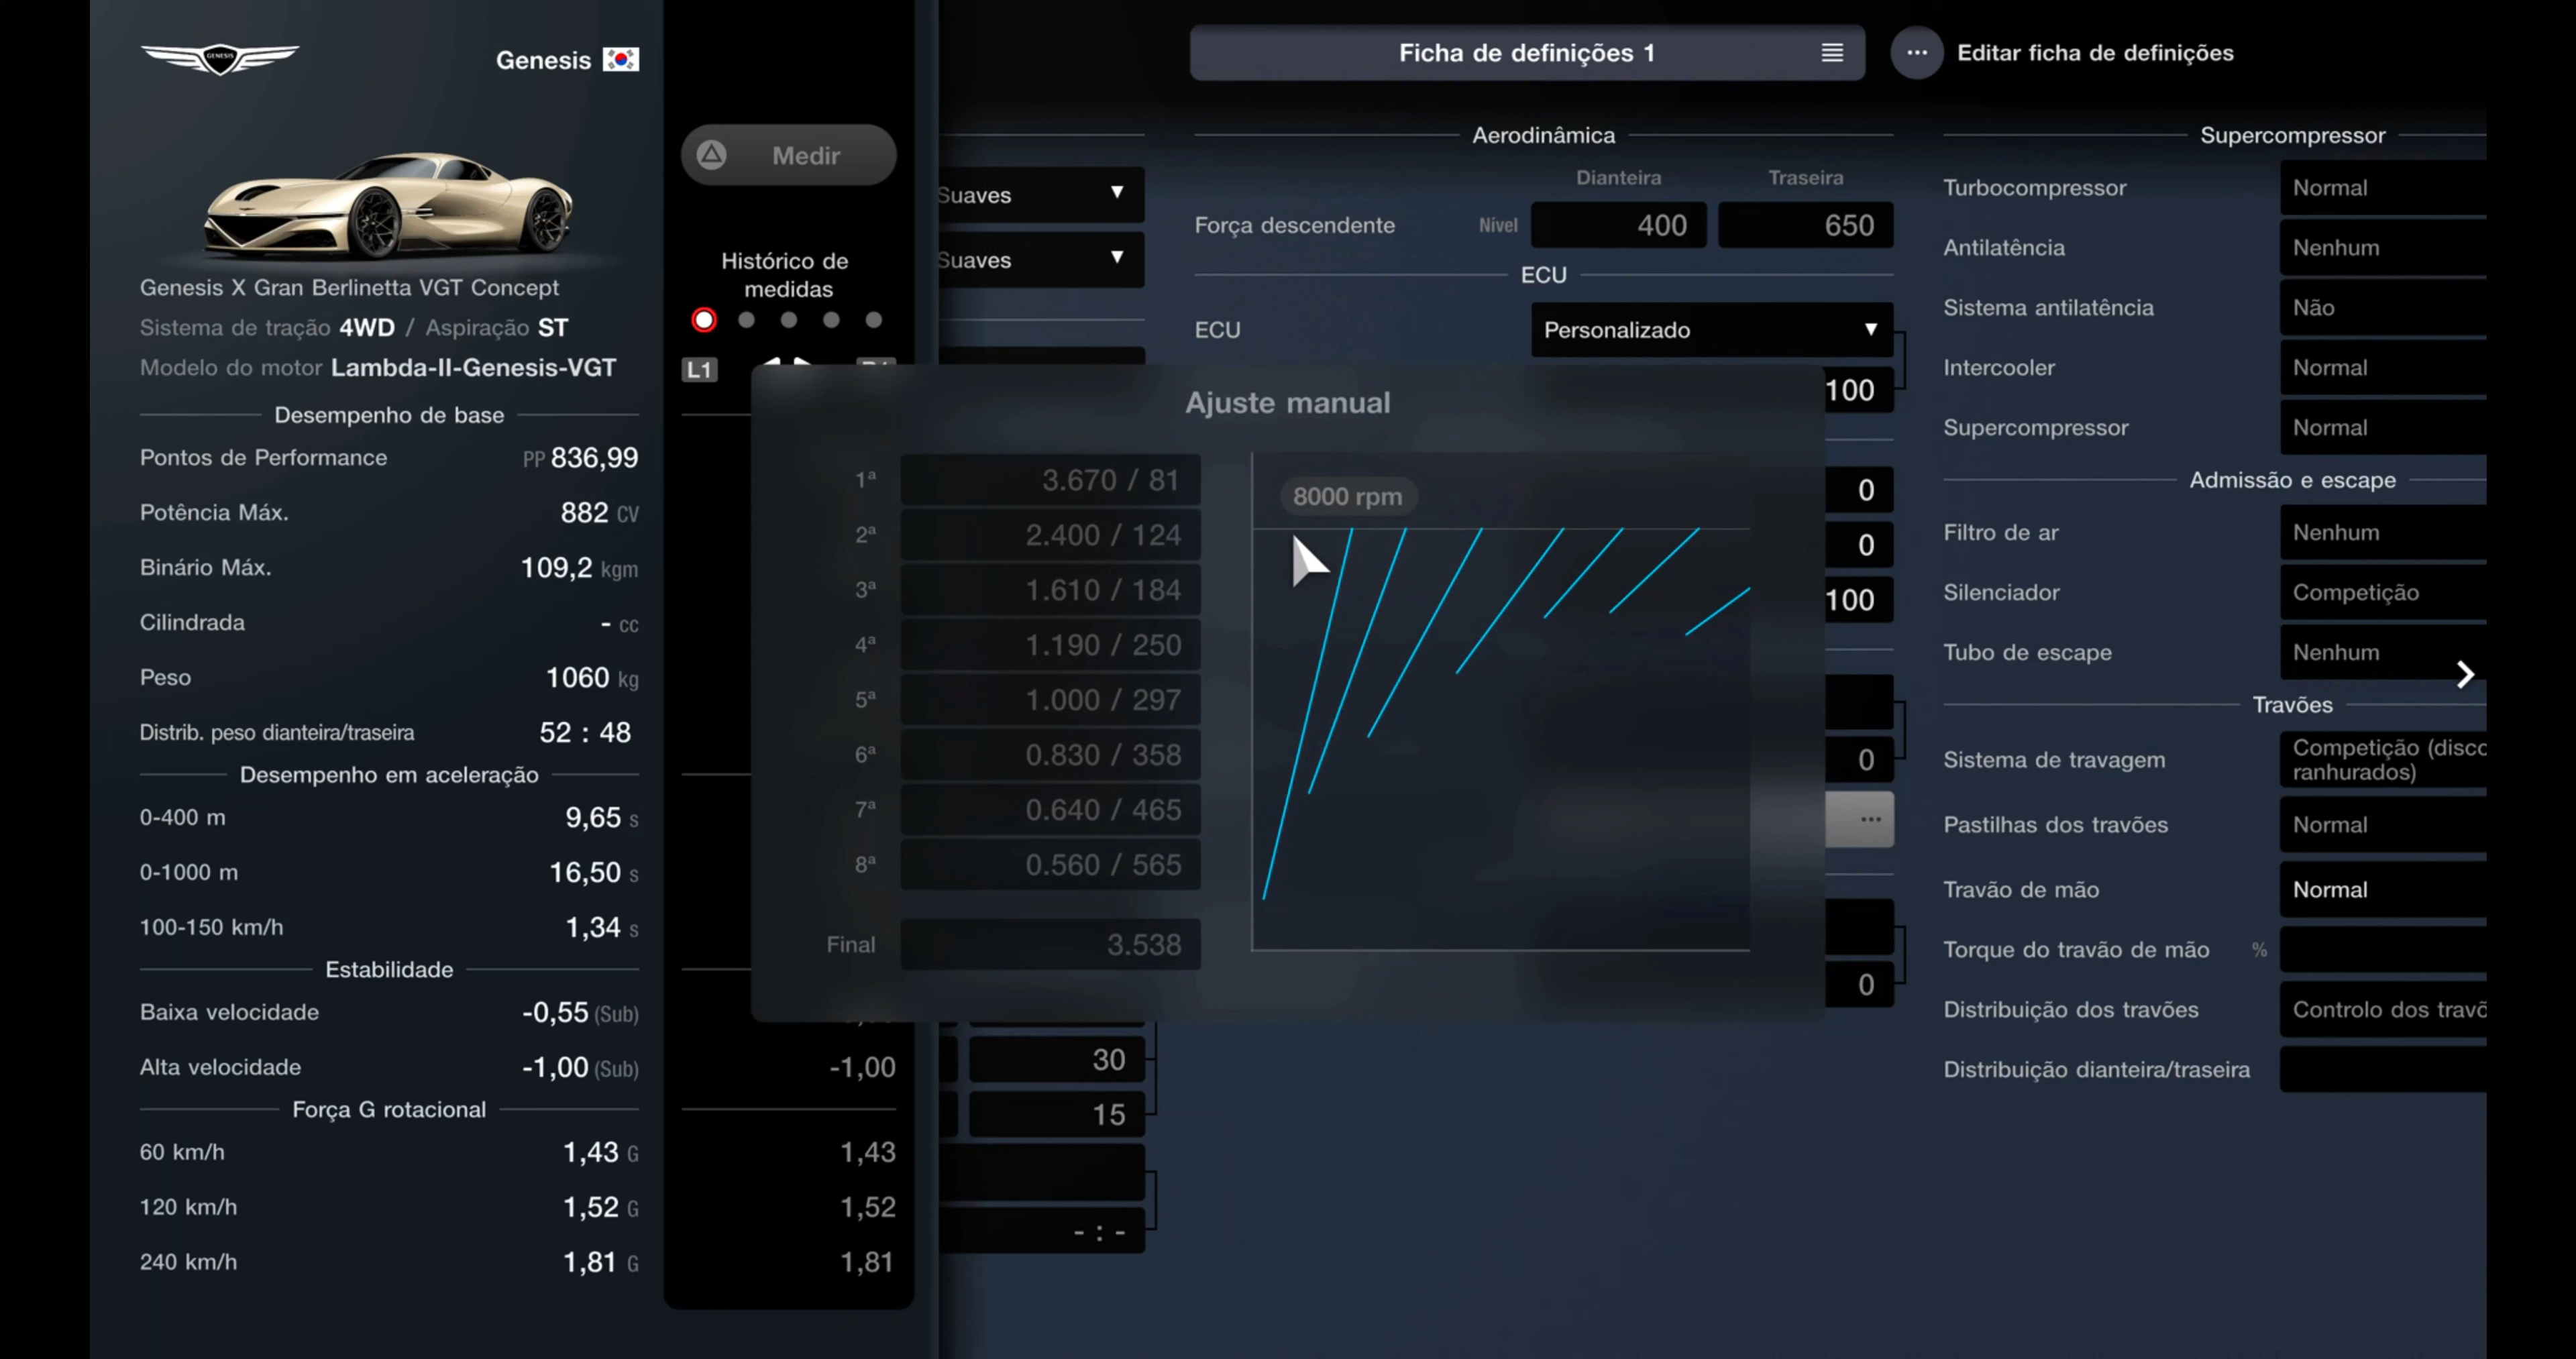 GENESIS
Genesis
Genesis X Gran Berlinetta VGT Concept
Sistema de tração 4WD / Aspiração ST
Modelo do motor Lambda-II-Genesis-VGT
Desempenho de base
Pontos de Performance PP 836,99
Potência Máx. 882 CV
Binário Máx. 109,2 kgm
Cilindrada - cc
Peso 1060 kg
Distrib. peso dianteira/traseira 52 : 48
Desempenho em aceleração
0-400 m 9,65 s
0-1000 m 16,50 s
100-150 km/h 1,34 s
Estabilidade
Baixa velocidade -0,55 (Sub)
Alta velocidade -1,00 (Sub)
Força G rotacional
60 km/h 1,43 G
120 km/h 1,52 G
240 km/h 1,81 G
Medir
Histórico de
medidas
L1
-1,00
1,43
1,52
1,81
Suaves
Suaves
30
15
- : -
Ficha de definições 1
Editar ficha de definições
Aerodinâmica
Dianteira Traseira
Força descendente Nível 400 650
ECU
ECU Personalizado
100
0
0
100
0
...
0
Ajuste manual
1ª 3.670 / 81
2ª 2.400 / 124
3ª 1.610 / 184
4ª 1.190 / 250
5ª 1.000 / 297
6ª 0.830 / 358
7ª 0.640 / 465
8ª 0.560 / 565
Final 3.538
8000 rpm
Supercompressor
Turbocompressor Normal
Antilatência Nenhum
Sistema antilatência Não
Intercooler Normal
Supercompressor Normal
Admissão e escape
Filtro de ar Nenhum
Silenciador Competição
Tubo de escape Nenhum
Travões
Sistema de travagem Competição (disco
ranhurados)
Pastilhas dos travões Normal
Travão de mão Normal
Torque do travão de mão %
Distribuição dos travões Controlo dos travõ
Distribuição dianteira/traseira